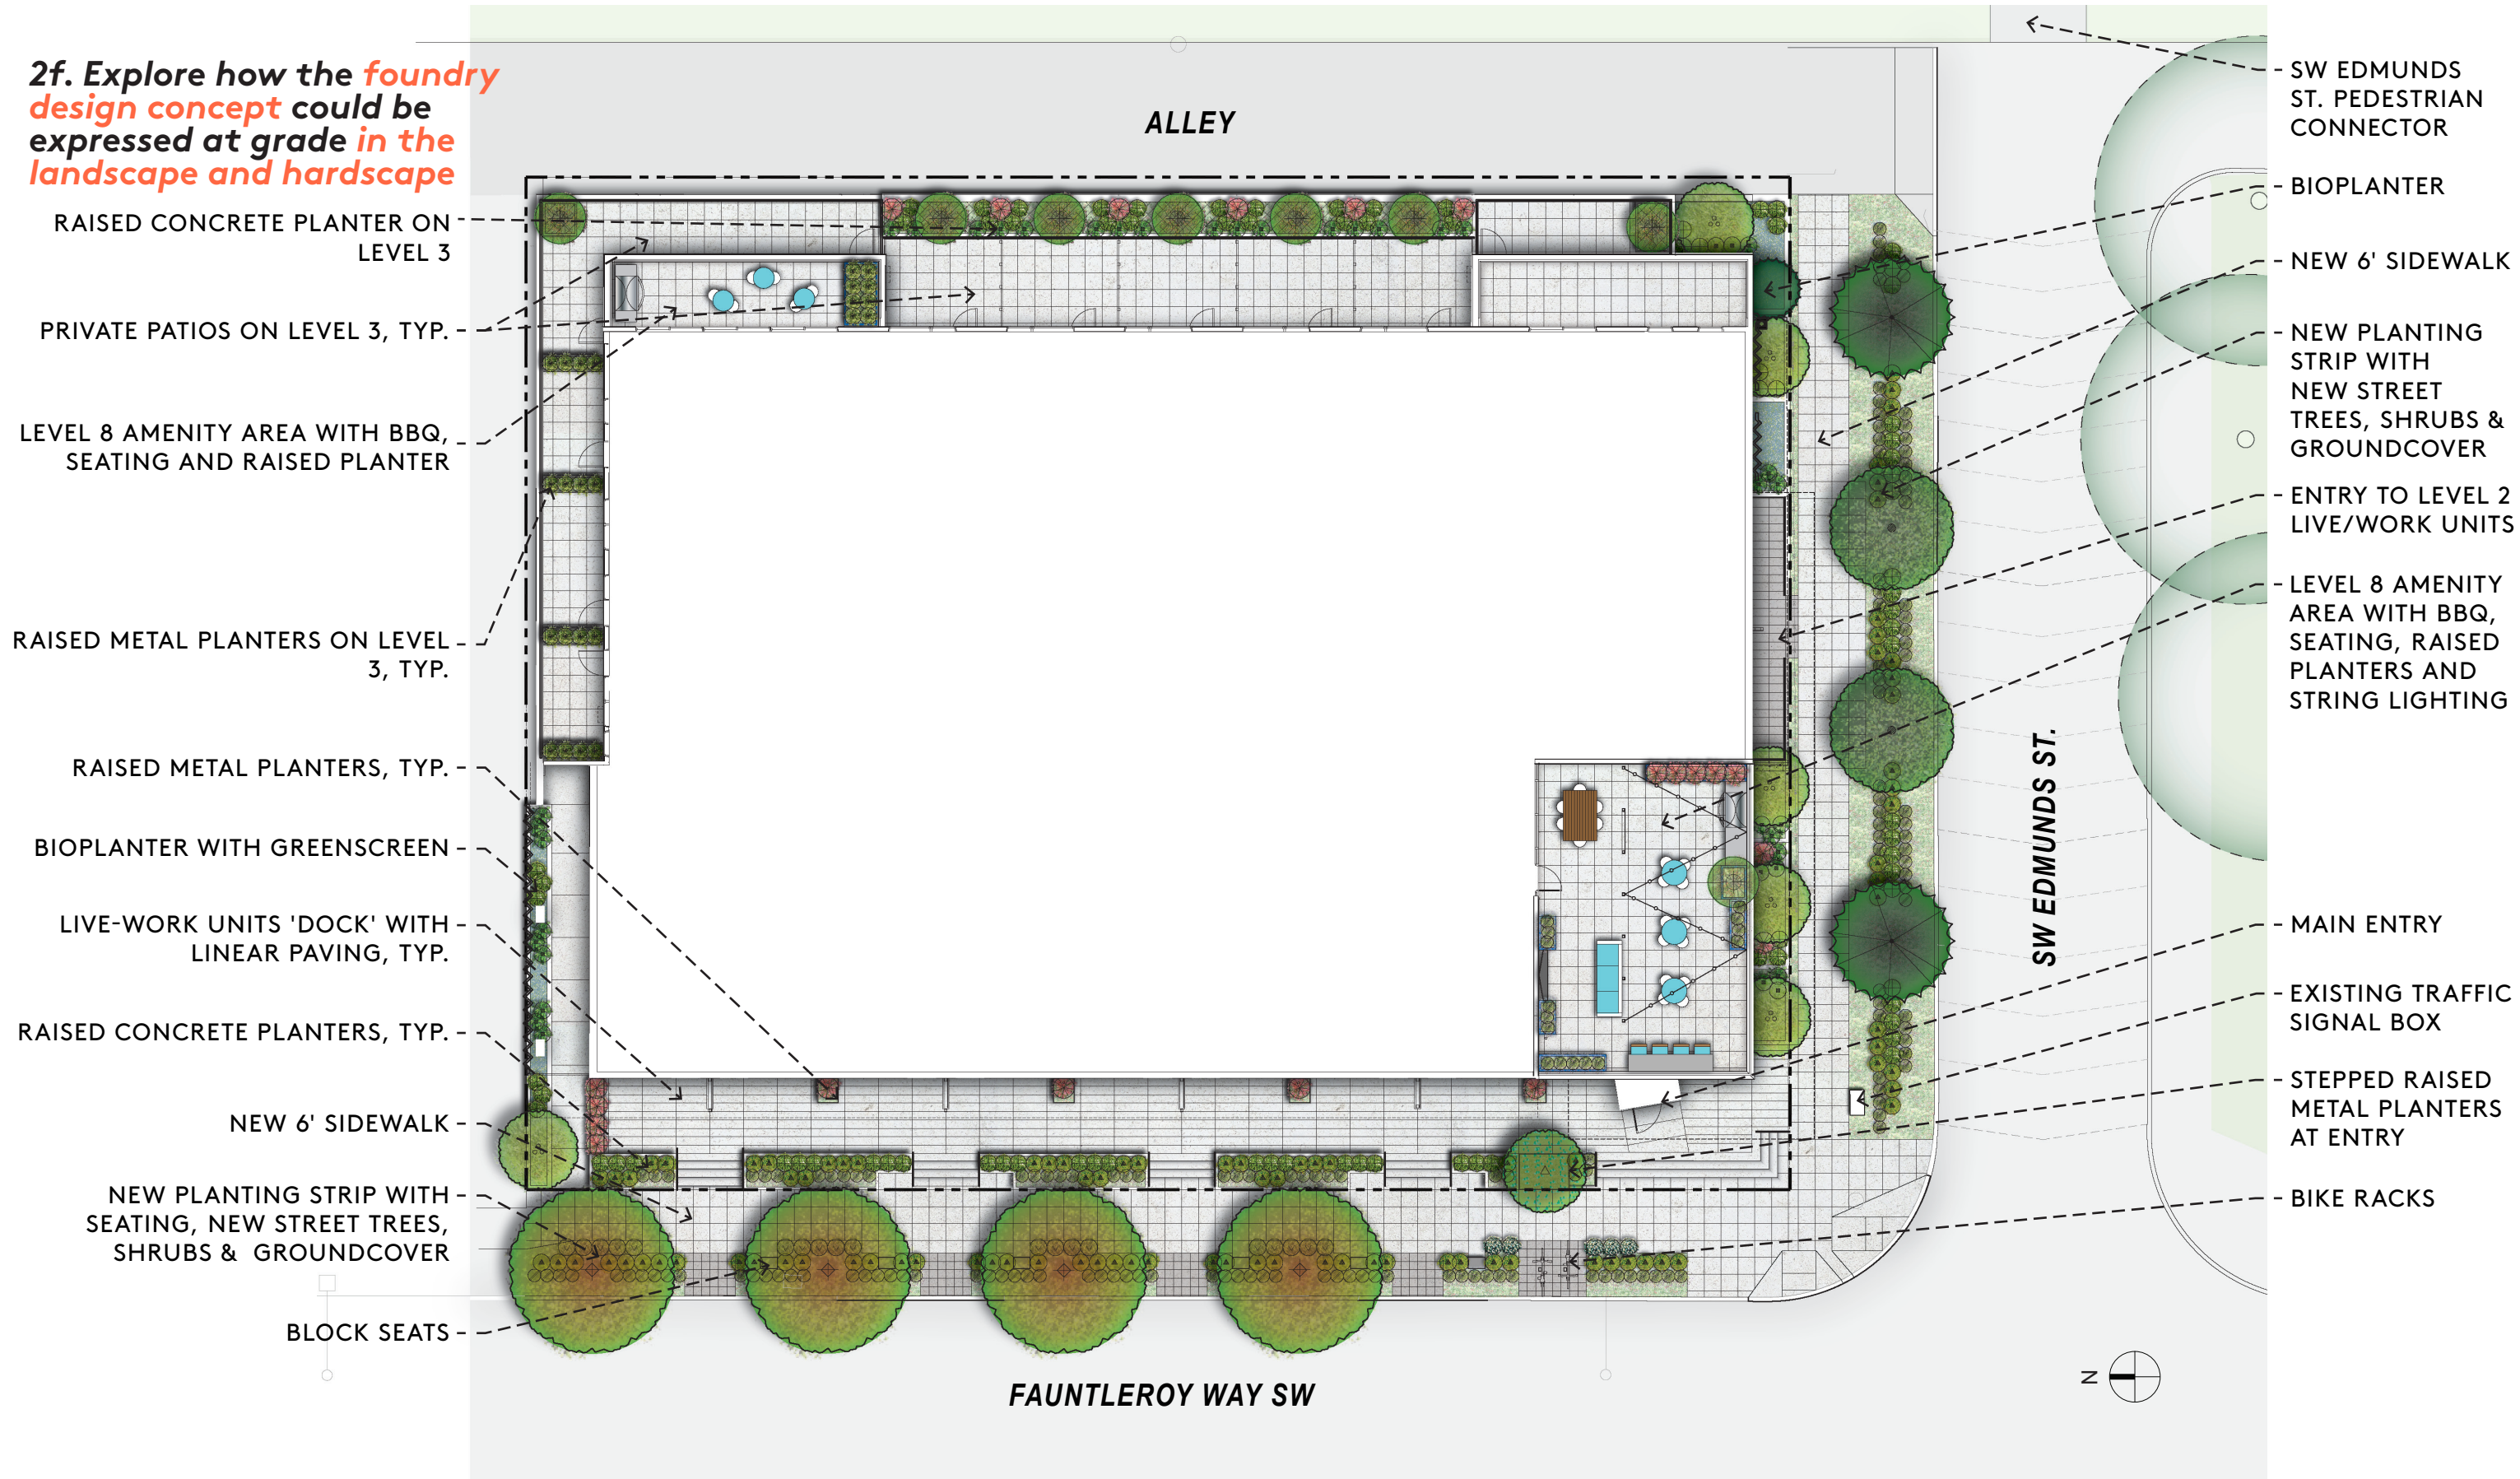 2f. Explore how the foundry
design concept could be
expressed at grade in the
landscape and hardscape
RAISED CONCRETE PLANTER ON
LEVEL 3
PRIVATE PATIOS ON LEVEL 3, TYP.
LEVEL 8 AMENITY AREA WITH BBQ,
SEATING AND RAISED PLANTER
RAISED METAL PLANTERS ON LEVEL
3, TYP.
RAISED METAL PLANTERS, TYP.
BIOPLANTER WITH GREENSCREEN
LIVE-WORK UNITS 'DOCK' WITH
LINEAR PAVING, TYP.
RAISED CONCRETE PLANTERS, TYP.
NEW 6' SIDEWALK
NEW PLANTING STRIP WITH
SEATING, NEW STREET TREES,
SHRUBS & GROUNDCOVER
BLOCK SEATS
ALLEY
FAUNTLEROY WAY SW
SW EDMUNDS ST.
N
SW EDMUNDS
ST. PEDESTRIAN
CONNECTOR
BIOPLANTER
NEW 6' SIDEWALK
NEW PLANTING
STRIP WITH
NEW STREET
TREES, SHRUBS &
GROUNDCOVER
ENTRY TO LEVEL 2
LIVE/WORK UNITS
LEVEL 8 AMENITY
AREA WITH BBQ,
SEATING, RAISED
PLANTERS AND
STRING LIGHTING
MAIN ENTRY
EXISTING TRAFFIC
SIGNAL BOX
STEPPED RAISED
METAL PLANTERS
AT ENTRY
BIKE RACKS